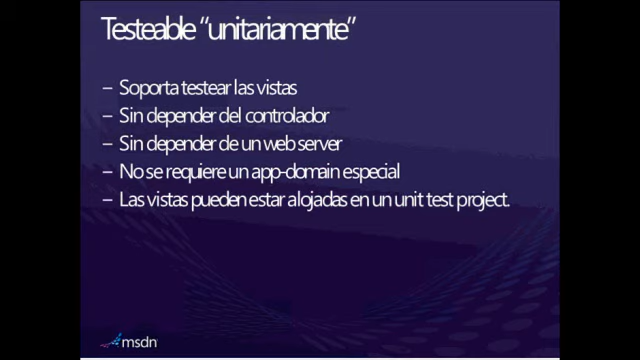 Testeable “unitariamente”
– Soporta testear las vistas
– Sin depender del controlador
– Sin depender de un web server
– No se requiere un app-domain especial
– Las vistas pueden estar alojadas en un unit test project.
msdn